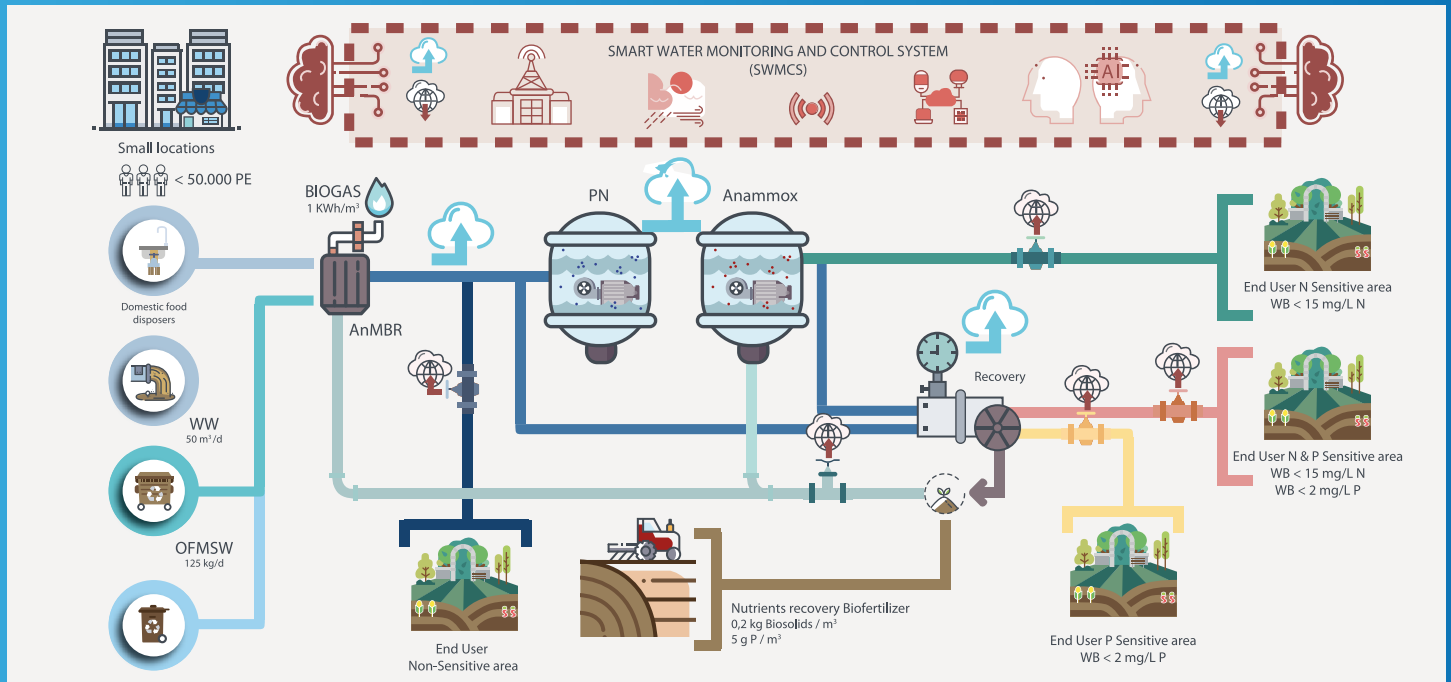 SMART WATER MONITORING AND CONTROL SYSTEM
(SWMCS)
AI
Small locations
< 50.000 PE
BIOGAS
1 KWh/m³
PN
Anammox
Domestic food
disposers
AnMBR
WW
50 m³/d
OFMSW
125 kg/d
Recovery
End User N Sensitive area
WB < 15 mg/L N
End User N & P Sensitive area
WB < 15 mg/L N
WB < 2 mg/L P
End User P Sensitive area
WB < 2 mg/L P
Nutrients recovery Biofertilizer
0,2 kg Biosolids / m³
5 g P / m³
End User
Non-Sensitive area